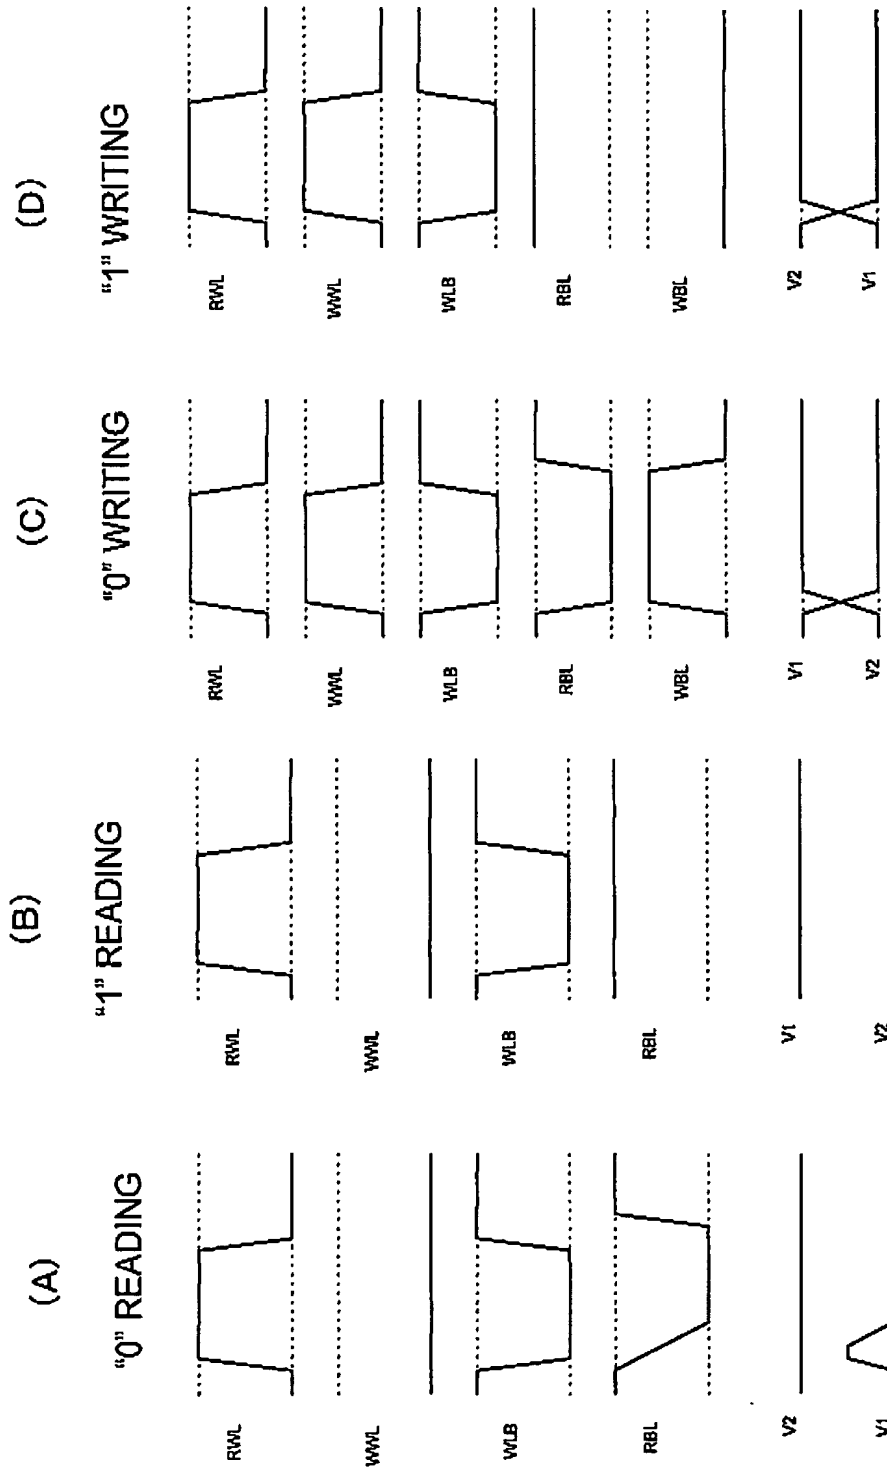 (A)
"0" READING
RWL
WWL
WLB
RBL
V2
V1
(B)
"1" READING
RWL
WWL
WLB
RBL
V1
V2
(C)
"0" WRITING
RWL
WWL
WLB
RBL
WBL
V1
V2
(D)
"1" WRITING
RWL
WWL
WLB
RBL
WBL
V2
V1